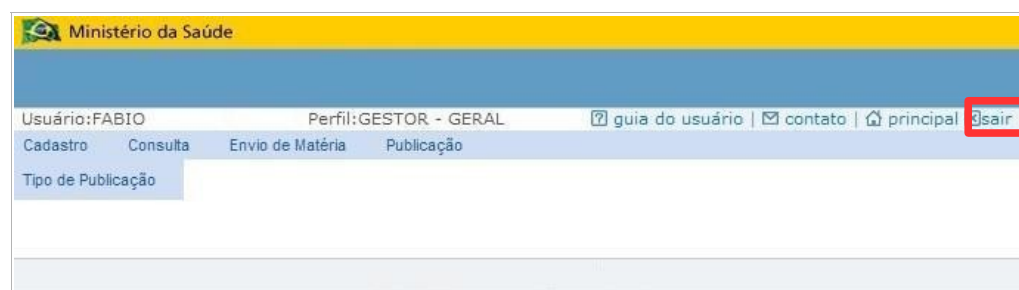 Ministério da Saúde
Usuário:FABIO Perfil:GESTOR - GERAL guia do usuário | contato | principal sair
Cadastro Consulta Envio de Matéria Publicação
Tipo de Publicação